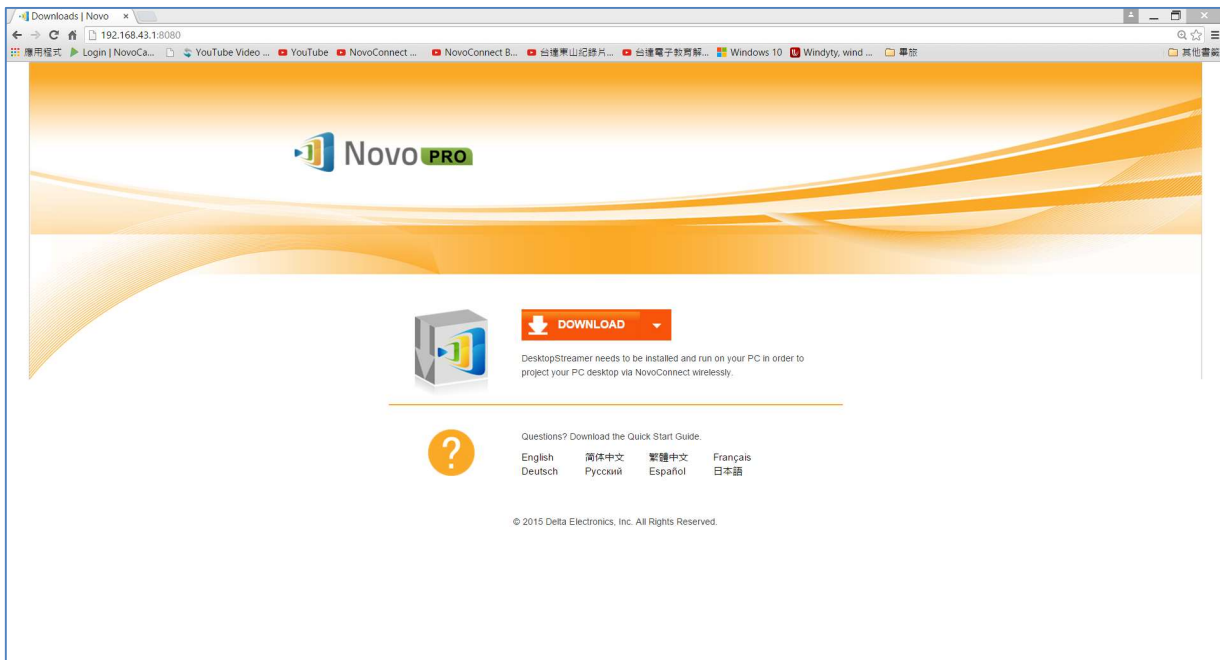 Downloads | Novo
192.168.43.1:8080
應用程式 Login | NovoCa... YouTube Video ... YouTube NovoConnect ... NovoConnect B... 台達東山紀錄片... 台達電子教育解... Windows 10 Windyty, wind ... 畢旅 其他書籤
Novo PRO
DOWNLOAD
DesktopStreamer needs to be installed and run on your PC in order to
project your PC desktop via NovoConnect wirelessly.
Questions? Download the Quick Start Guide.
English 简体中文 繁體中文 Français
Deutsch Русский Español 日本語
© 2015 Delta Electronics, Inc. All Rights Reserved.